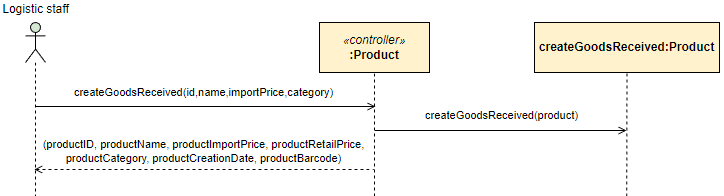 Logistic staff
«controller»
:Product
createGoodsReceived:Product
createGoodsReceived(id,name,importPrice,category)
createGoodsReceived(product)
(productID, productName, productImportPrice, productRetailPrice,
productCategory, productCreationDate, productBarcode)